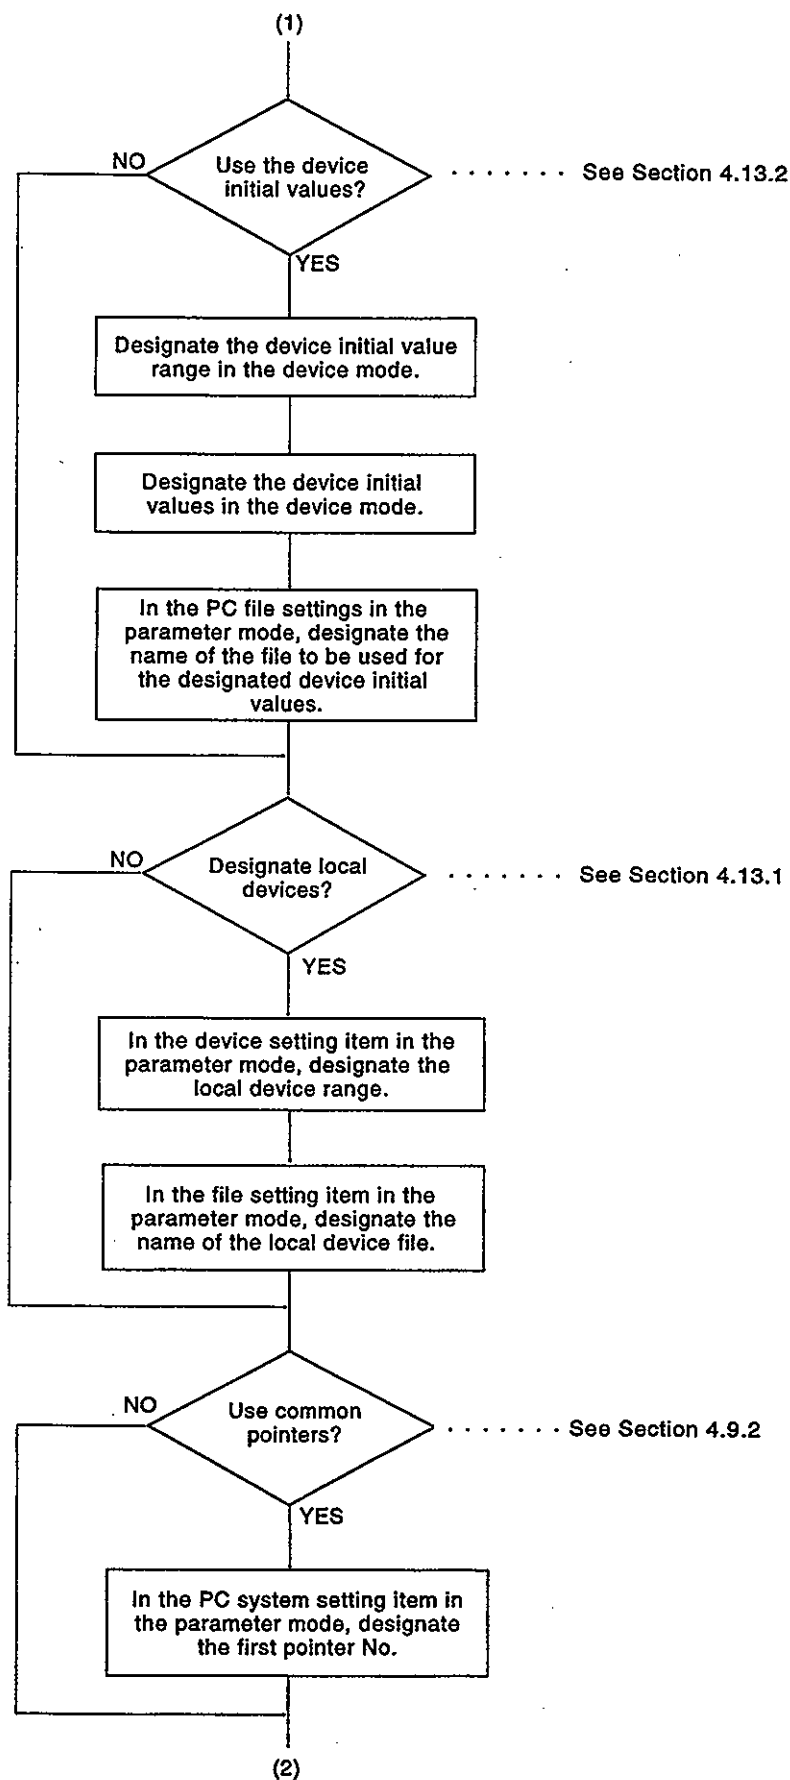 (1)
NO
Use the device
initial values?
· · · · · · · See Section 4.13.2
YES
Designate the device initial value
range in the device mode.
Designate the device initial
values in the device mode.
In the PC file settings in the
parameter mode, designate the
name of the file to be used for
the designated device initial
values.
NO
Designate local
devices?
· · · · · · · See Section 4.13.1
YES
In the device setting item in the
parameter mode, designate the
local device range.
In the file setting item in the
parameter mode, designate the
name of the local device file.
NO
Use common
pointers?
· · · · · · · See Section 4.9.2
YES
In the PC system setting item in
the parameter mode, designate
the first pointer No.
(2)